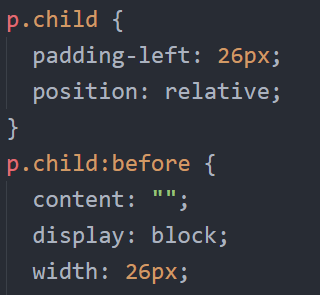 p.child {
padding-left: 26px;
position: relative;
}
p.child:before {
content: "";
display: block;
width: 26px;